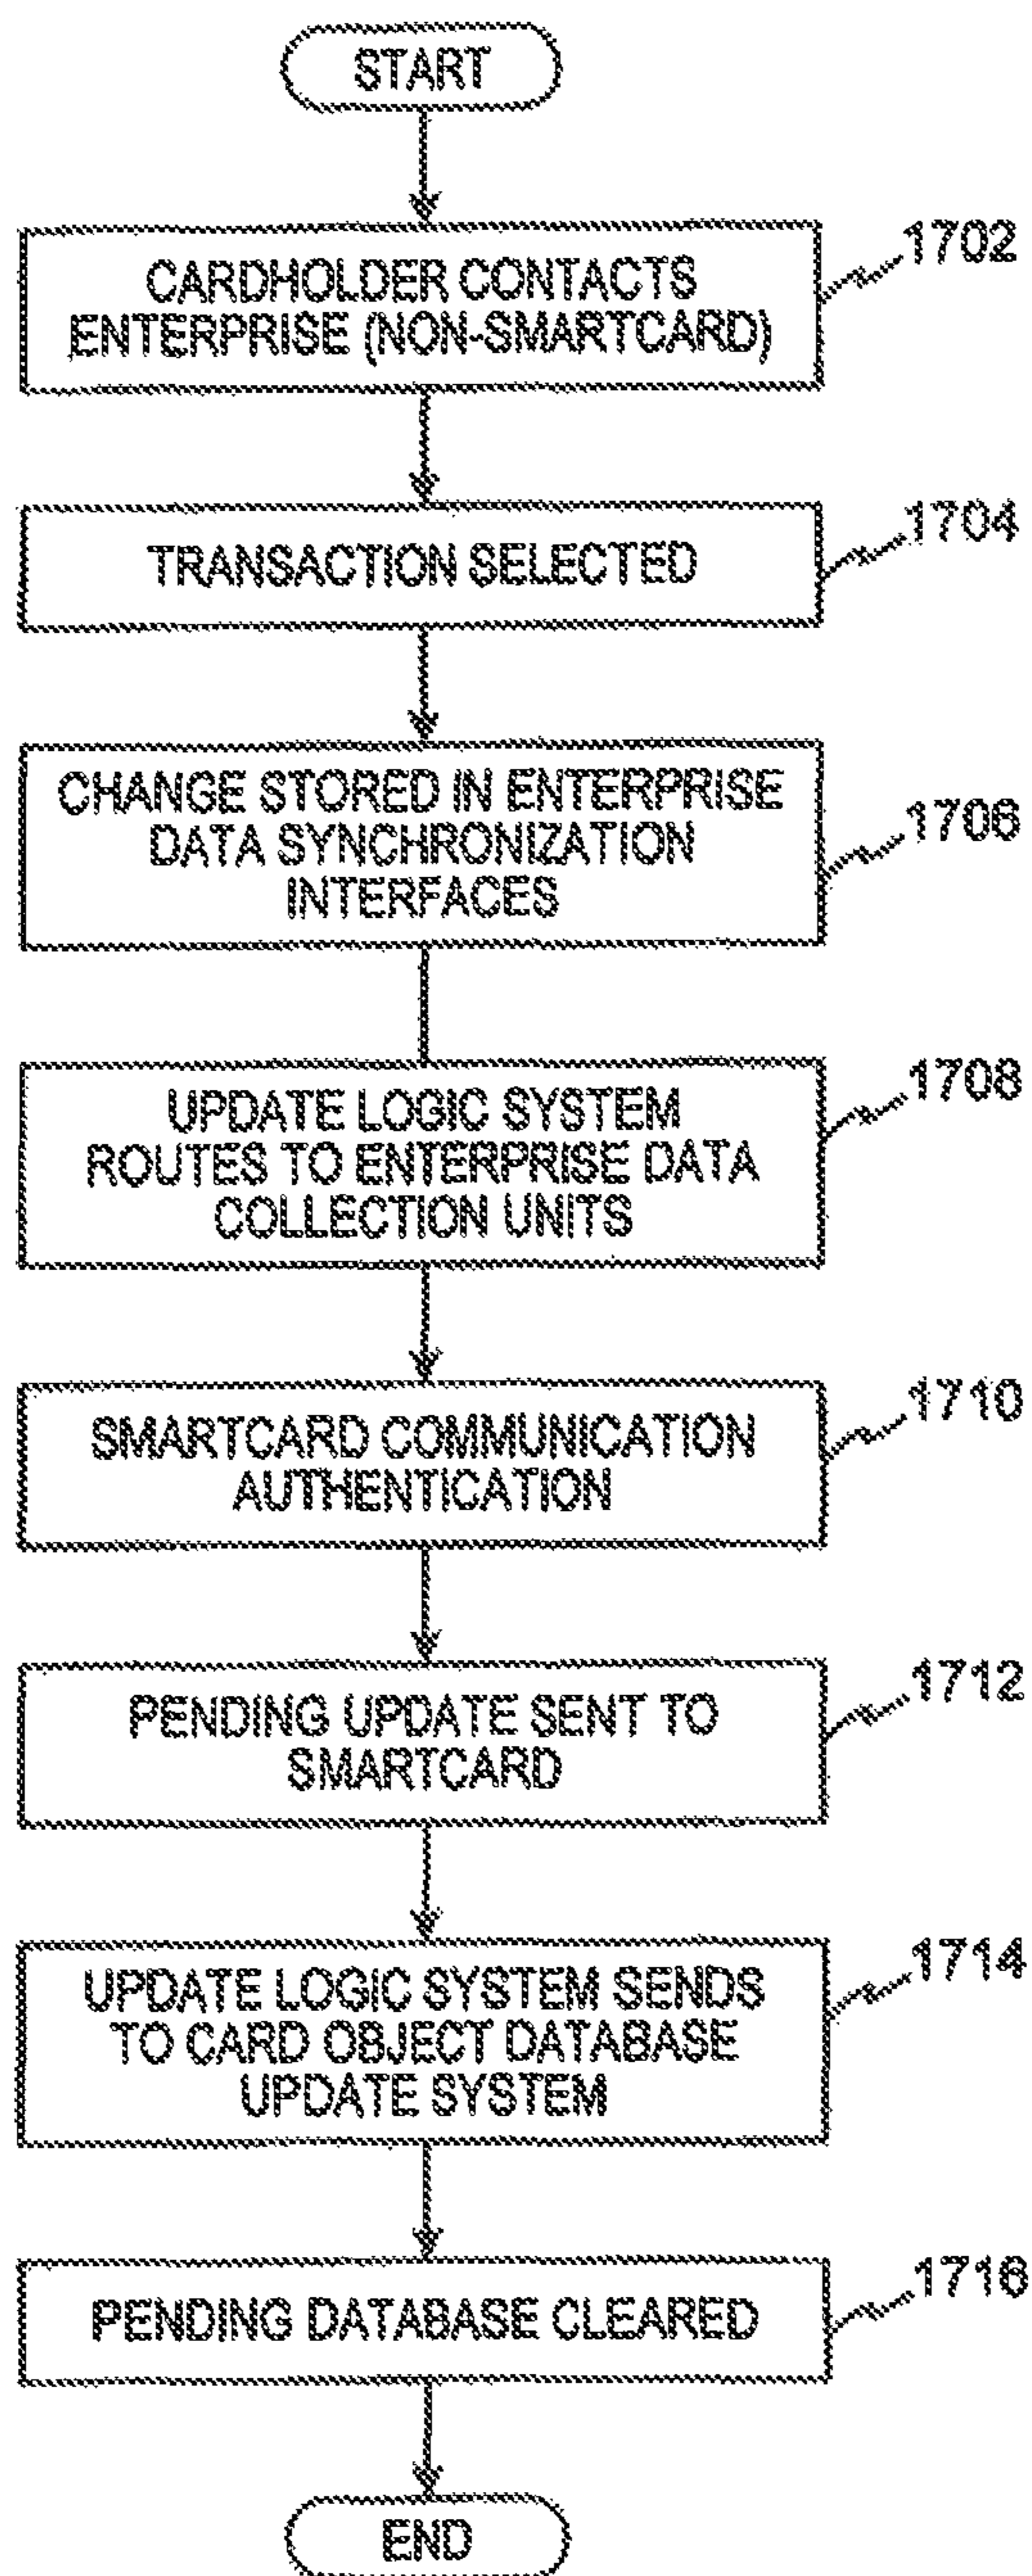 START
CARDHOLDER CONTACTS
ENTERPRISE (NON-SMARTCARD)
1702
TRANSACTION SELECTED
1704
CHANGE STORED IN ENTERPRISE
DATA SYNCHRONIZATION
INTERFACES
1706
UPDATE LOGIC SYSTEM
ROUTES TO ENTERPRISE DATA
COLLECTION UNITS
1708
SMARTCARD COMMUNICATION
AUTHENTICATION
1710
PENDING UPDATE SENT TO
SMARTCARD
1712
UPDATE LOGIC SYSTEM SENDS
TO CARD OBJECT DATABASE
UPDATE SYSTEM
1714
PENDING DATABASE CLEARED
1716
END